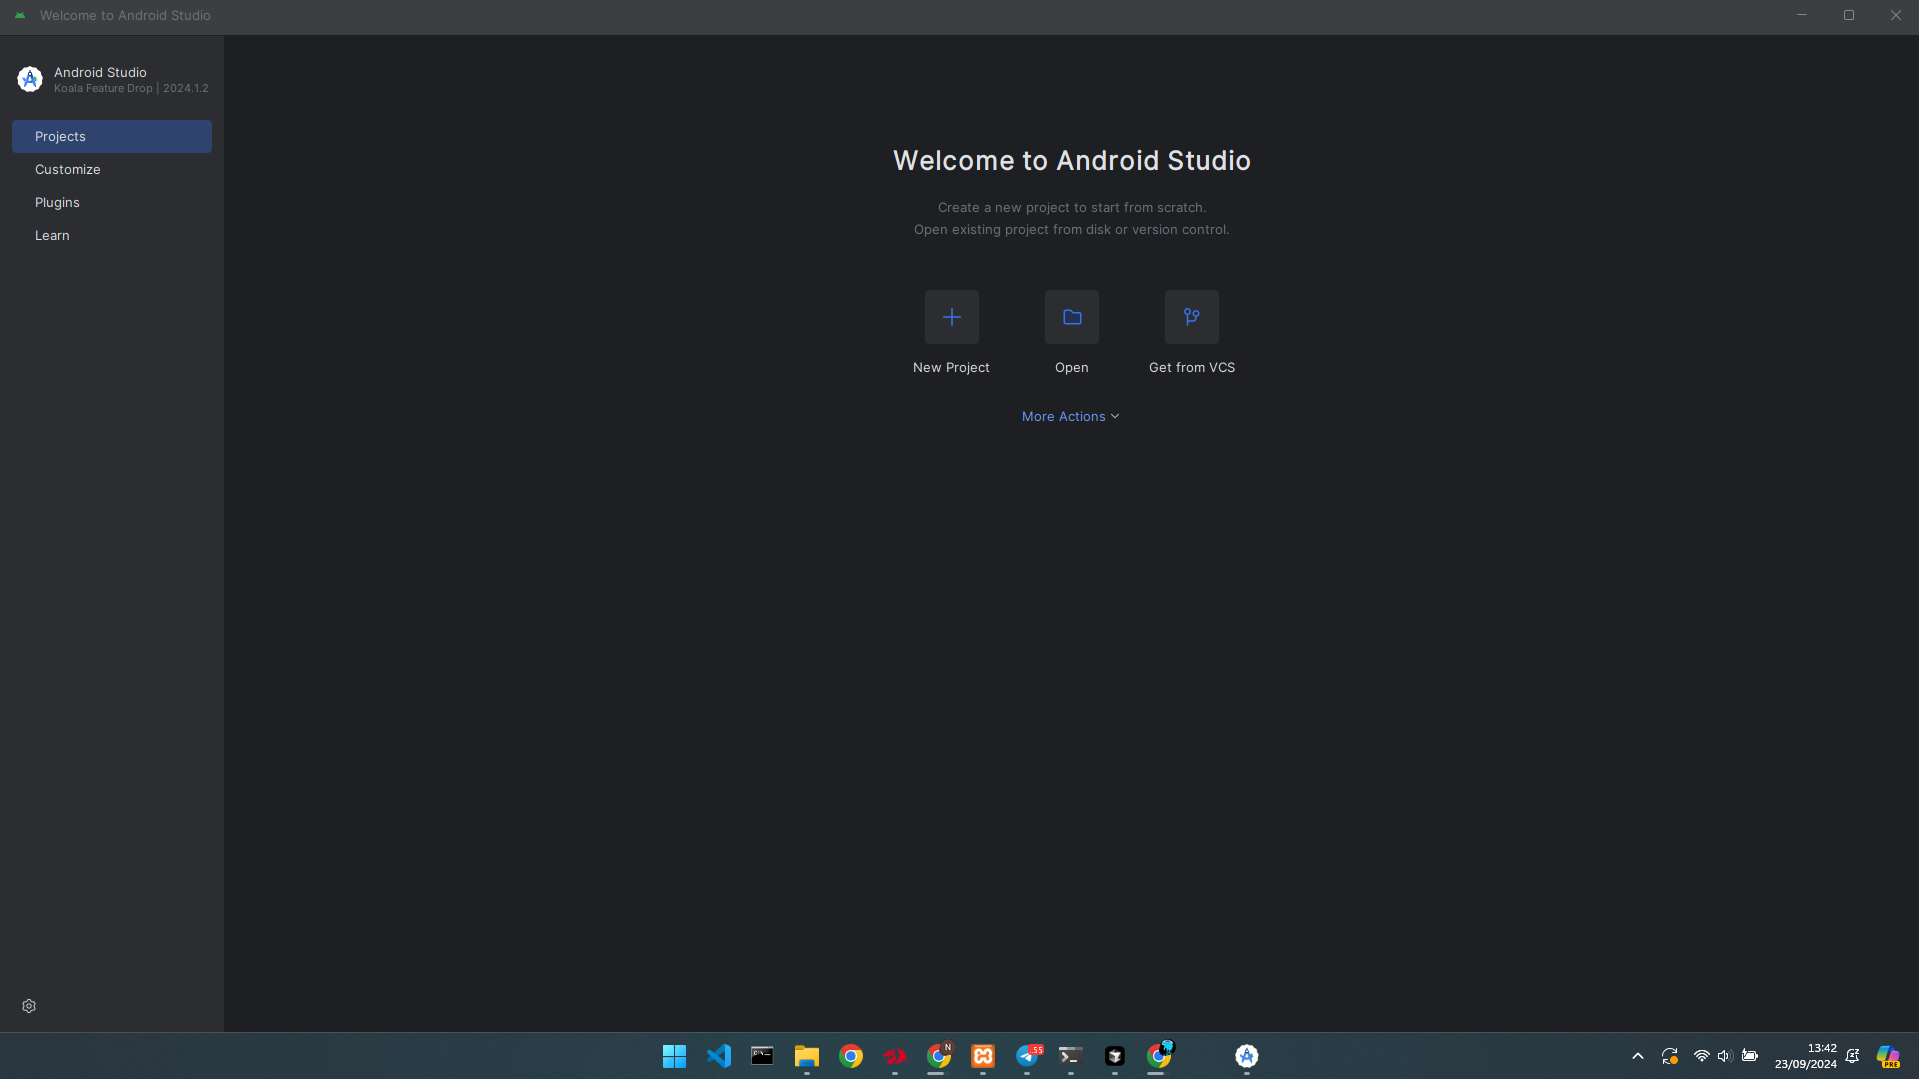 Welcome to Android Studio
Android Studio
Koala Feature Drop | 2024.1.2
Projects
Customize
Plugins
Learn
Welcome to Android Studio
Create a new project to start from scratch.
Open existing project from disk or version control.
New Project
Open
Get from VCS
More Actions
N
55
13:42
23/09/2024
PRE